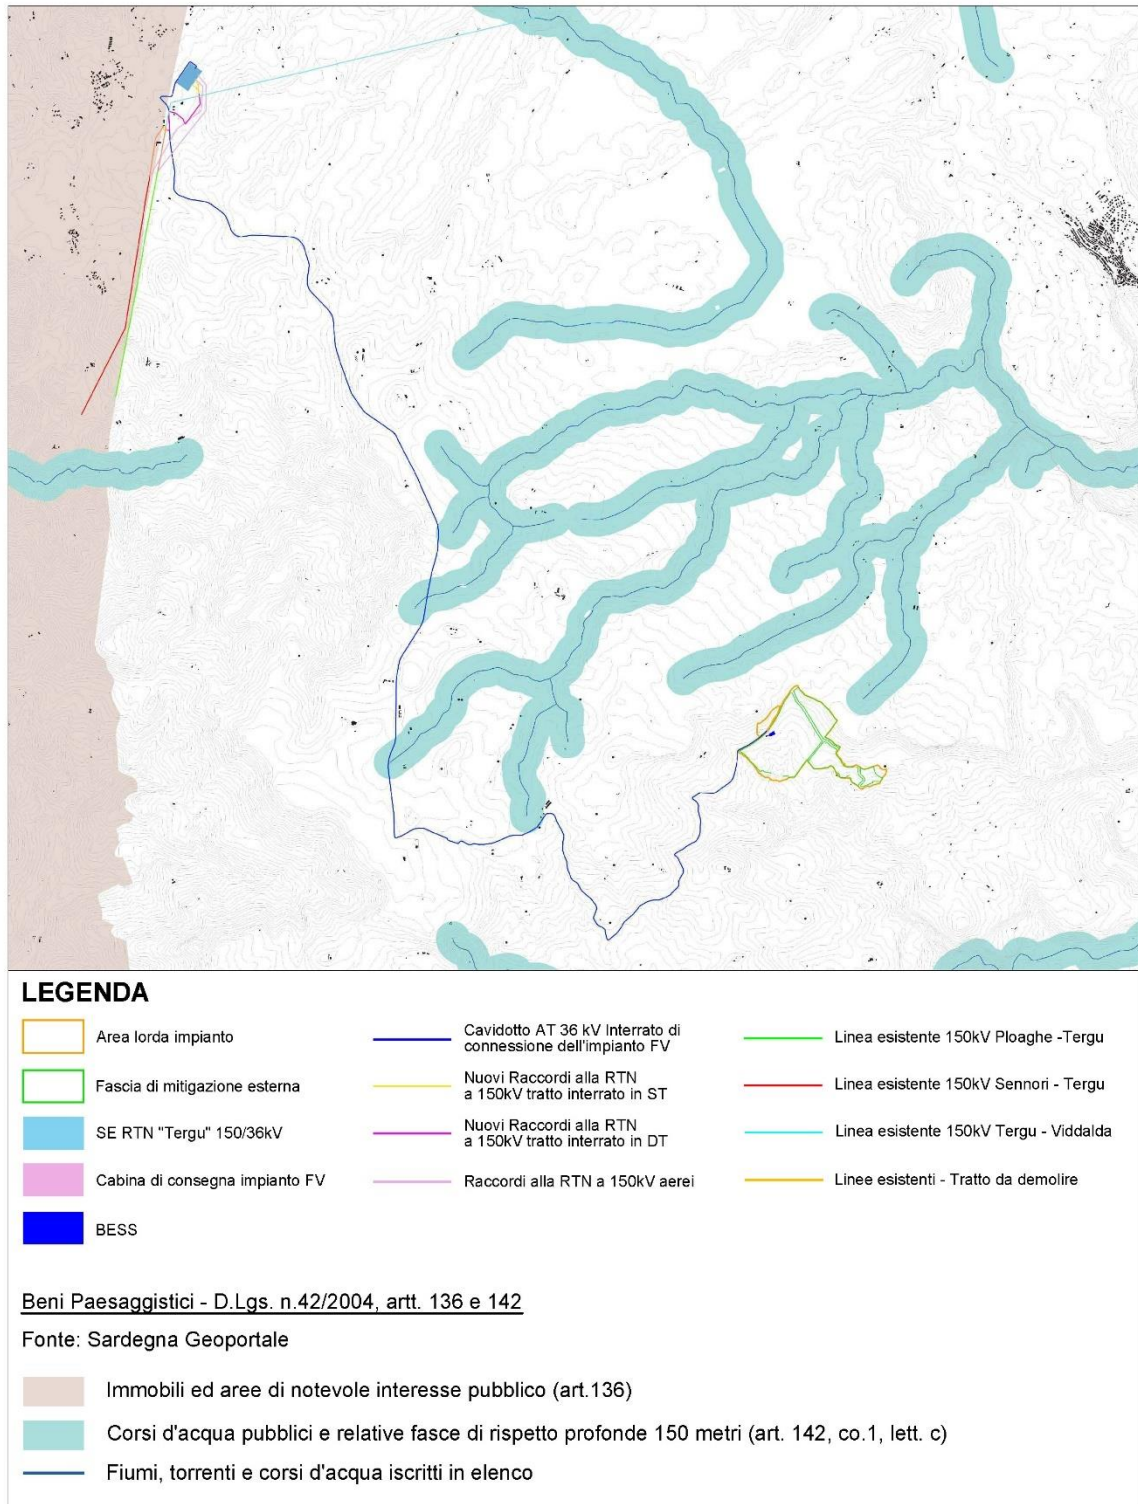 LEGENDA
Area lorda impianto
Fascia di mitigazione esterna
SE RTN "Tergu" 150/36kV
Cabina di consegna impianto FV
BESS
Cavidotto AT 36 kV Interrato di
connessione dell'impianto FV
Nuovi Raccordi alla RTN
a 150kV tratto interrato in ST
Nuovi Raccordi alla RTN
a 150kV tratto interrato in DT
Raccordi alla RTN a 150kV aerei
Linea esistente 150kV Ploaghe -Tergu
Linea esistente 150kV Sennori - Tergu
Linea esistente 150kV Tergu - Viddalda
Linee esistenti - Tratto da demolire
Beni Paesaggistici - D.Lgs. n.42/2004, artt. 136 e 142
Fonte: Sardegna Geoportale
Immobili ed aree di notevole interesse pubblico (art.136)
Corsi d'acqua pubblici e relative fasce di rispetto profonde 150 metri (art. 142, co.1, lett. c)
Fiumi, torrenti e corsi d'acqua iscritti in elenco